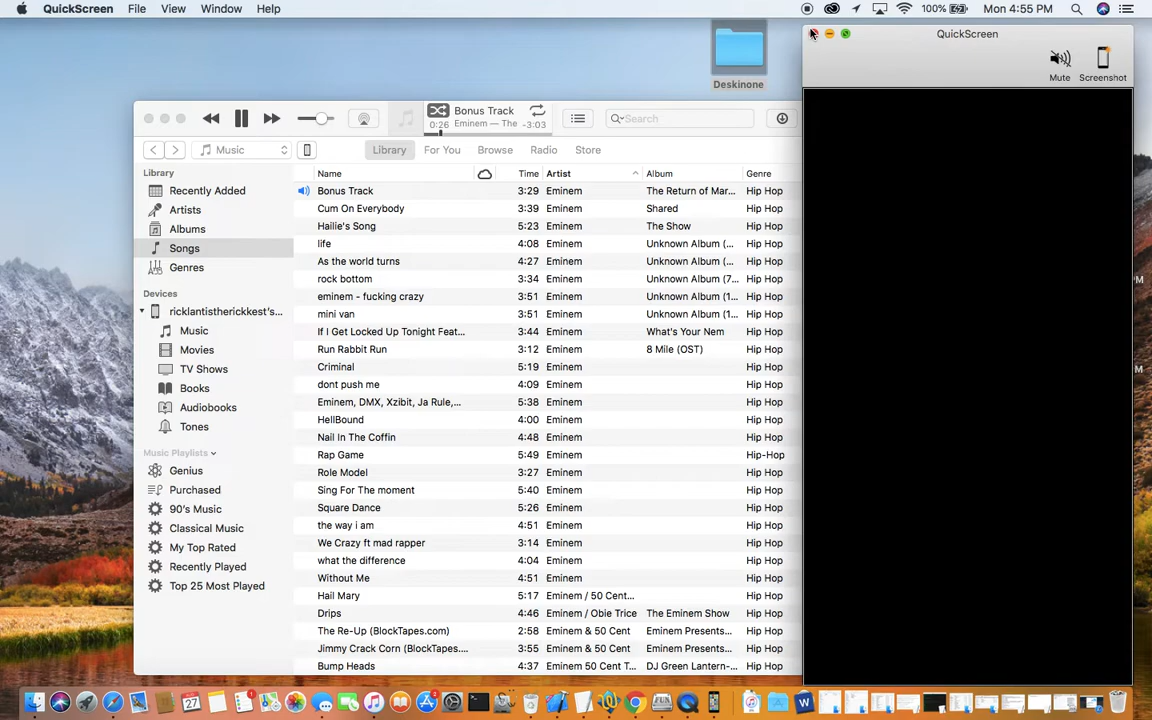 QuickScreen File View Window Help 100% Mon 4:55 PM
QuickScreen
Mute Screenshot
Deskinone
Bonus Track
0:26 Eminem — The -3:03
Search
Music
Library For You Browse Radio Store
Library
Recently Added
Artists
Albums
Songs
Genres
Devices
ricklantistherickkest's...
Music
Movies
TV Shows
Books
Audiobooks
Tones
Music Playlists
Genius
Purchased
90's Music
Classical Music
My Top Rated
Recently Played
Top 25 Most Played
Name Time Artist Album Genre
Bonus Track 3:29 Eminem The Return of Mar... Hip Hop
Cum On Everybody 3:39 Eminem Shared Hip Hop
Hailie's Song 5:23 Eminem The Show Hip Hop
life 4:08 Eminem Unknown Album (... Hip Hop
As the world turns 4:27 Eminem Unknown Album (... Hip Hop
rock bottom 3:34 Eminem Unknown Album (7... Hip Hop
eminem - fucking crazy 3:51 Eminem Unknown Album (1... Hip Hop
mini van 3:51 Eminem Unknown Album (1... Hip Hop
If I Get Locked Up Tonight Feat... 3:44 Eminem What's Your Nem Hip Hop
Run Rabbit Run 3:12 Eminem 8 Mile (OST) Hip Hop
Criminal 5:19 Eminem Hip Hop
dont push me 4:09 Eminem Hip Hop
Eminem, DMX, Xzibit, Ja Rule,... 5:38 Eminem Hip Hop
HellBound 4:00 Eminem Hip Hop
Nail In The Coffin 4:48 Eminem Hip Hop
Rap Game 5:49 Eminem Hip-Hop
Role Model 3:27 Eminem Hip Hop
Sing For The moment 5:40 Eminem Hip Hop
Square Dance 5:26 Eminem Hip Hop
the way i am 4:51 Eminem Hip Hop
We Crazy ft mad rapper 3:14 Eminem Hip Hop
what the difference 4:04 Eminem Hip Hop
Without Me 4:51 Eminem Hip Hop
Hail Mary 5:17 Eminem / 50 Cent... Hip Hop
Drips 4:46 Eminem / Obie Trice The Eminem Show Hip Hop
The Re-Up (BlockTapes.com) 2:58 Eminem & 50 Cent Eminem Presents... Hip Hop
Jimmy Crack Corn (BlockTapes.... 3:55 Eminem & 50 Cent Eminem Presents... Hip Hop
Bump Heads 4:37 Eminem 50 Cent T... DJ Green Lantern-... Hip Hop
M
M
27